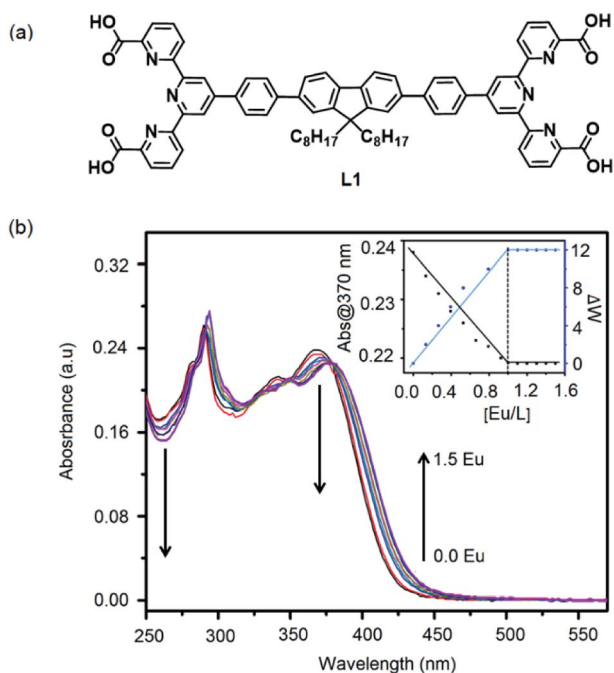 (a)
HO O O OH
N N
N N
N N
O C8H17 C8H17 O
HO OH
L1
(b)
Abosrbance (a.u)
0.32
0.24
0.16
0.08
0.00
250 300 350 400 450 500 550
Wavelength (nm)
1.5 Eu
0.0 Eu
Abs@370 nm
0.24
0.23
0.22
12
8
4
0
ΔW
0.0 0.4 0.8 1.2 1.6
[Eu/L]